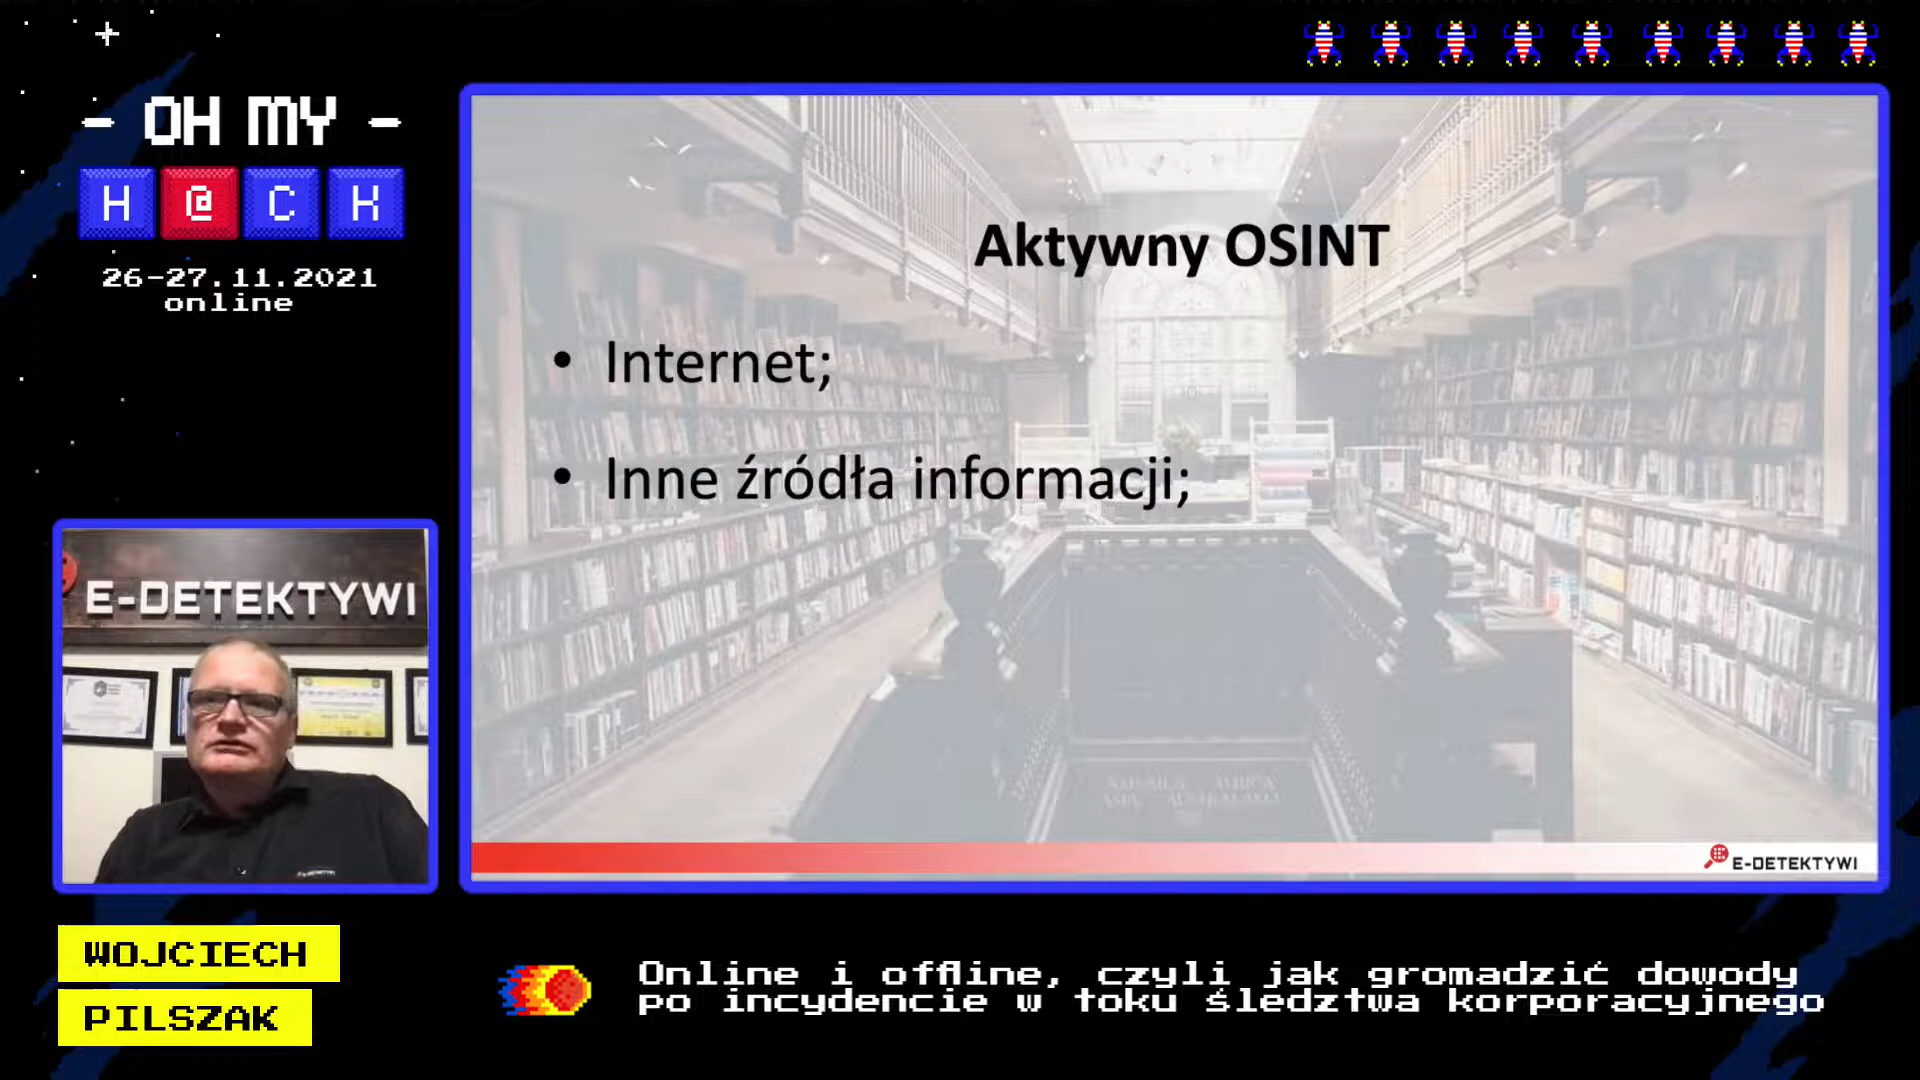 - OH MY -
H@CK
26-27.11.2021
online
Aktywny OSINT
• Internet;
• Inne źródła informacji;
E-DETEKTYWI
E-DETEKTYWI
WOJCIECH
PILSZAK
Online i offline, czyli jak gromadzić dowody
po incydencie w toku śledztwa korporacyjnego